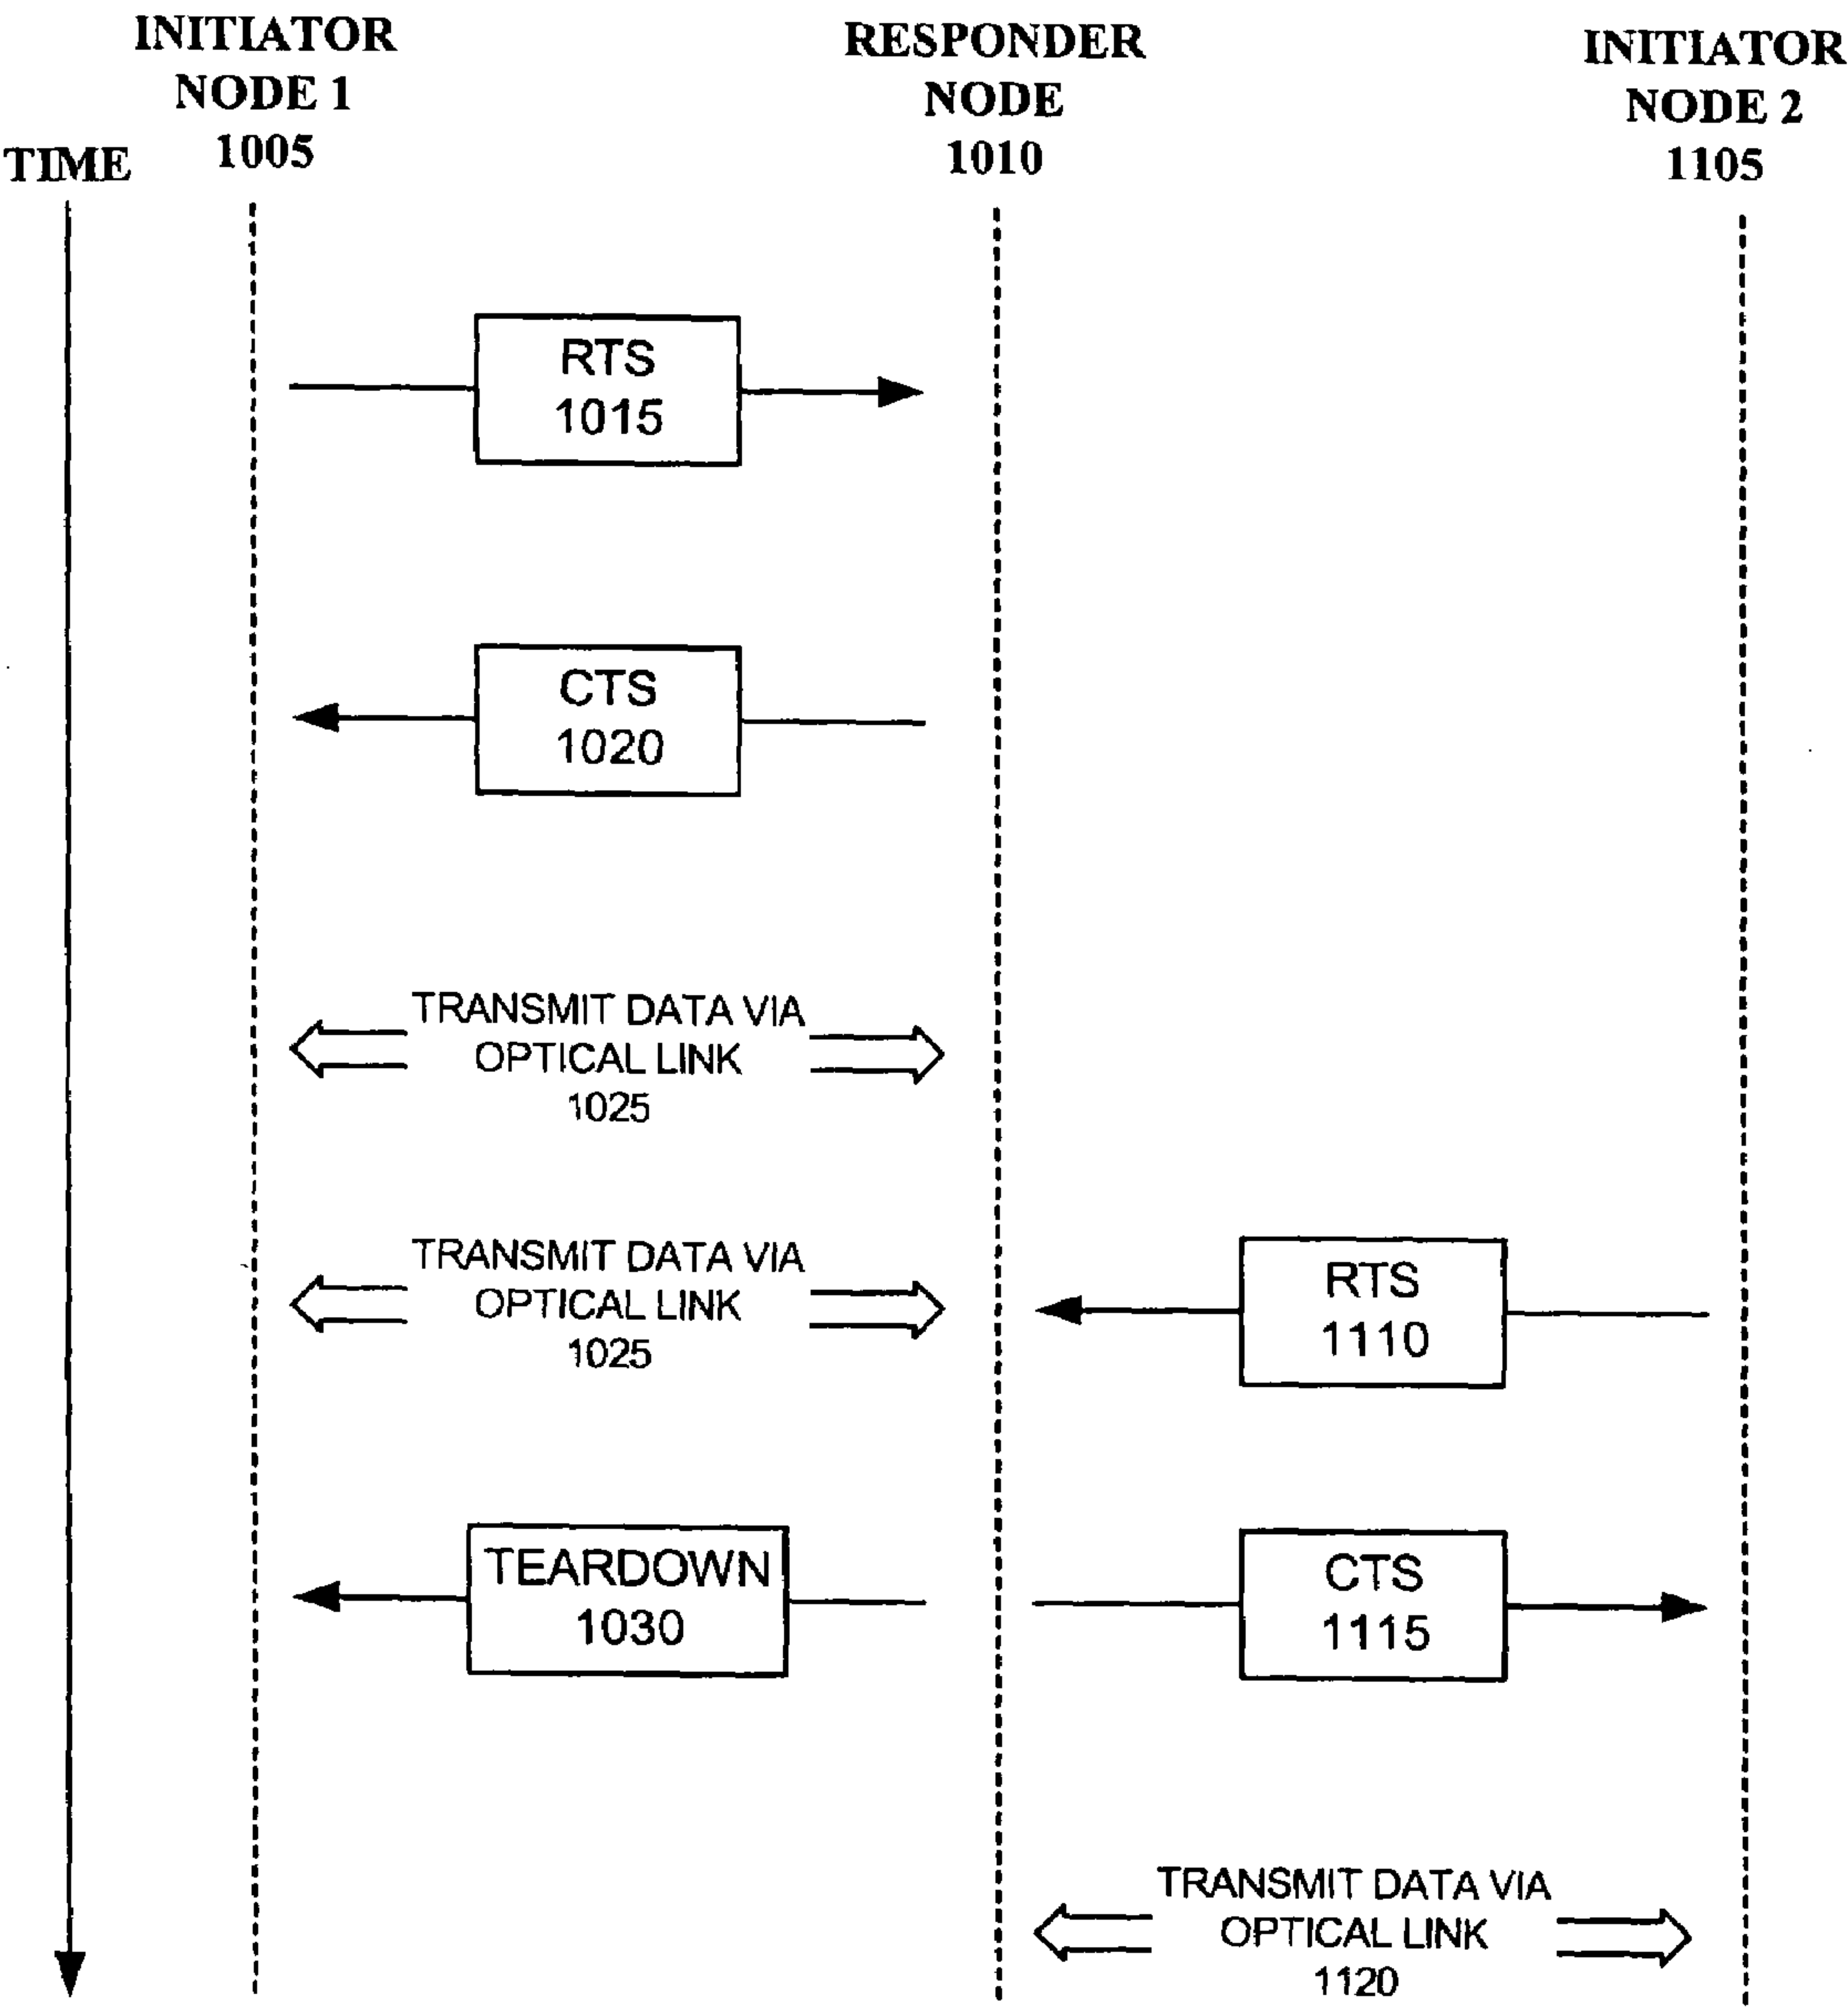 INITIATOR
NODE 1
1005
RESPONDER
NODE
1010
INITIATOR
NODE 2
1105
TIME
RTS
1015
CTS
1020
TRANSMIT DATA VIA
OPTICAL LINK
1025
TRANSMIT DATA VIA
OPTICAL LINK
1025
RTS
1110
TEARDOWN
1030
CTS
1115
TRANSMIT DATA VIA
OPTICAL LINK
1120